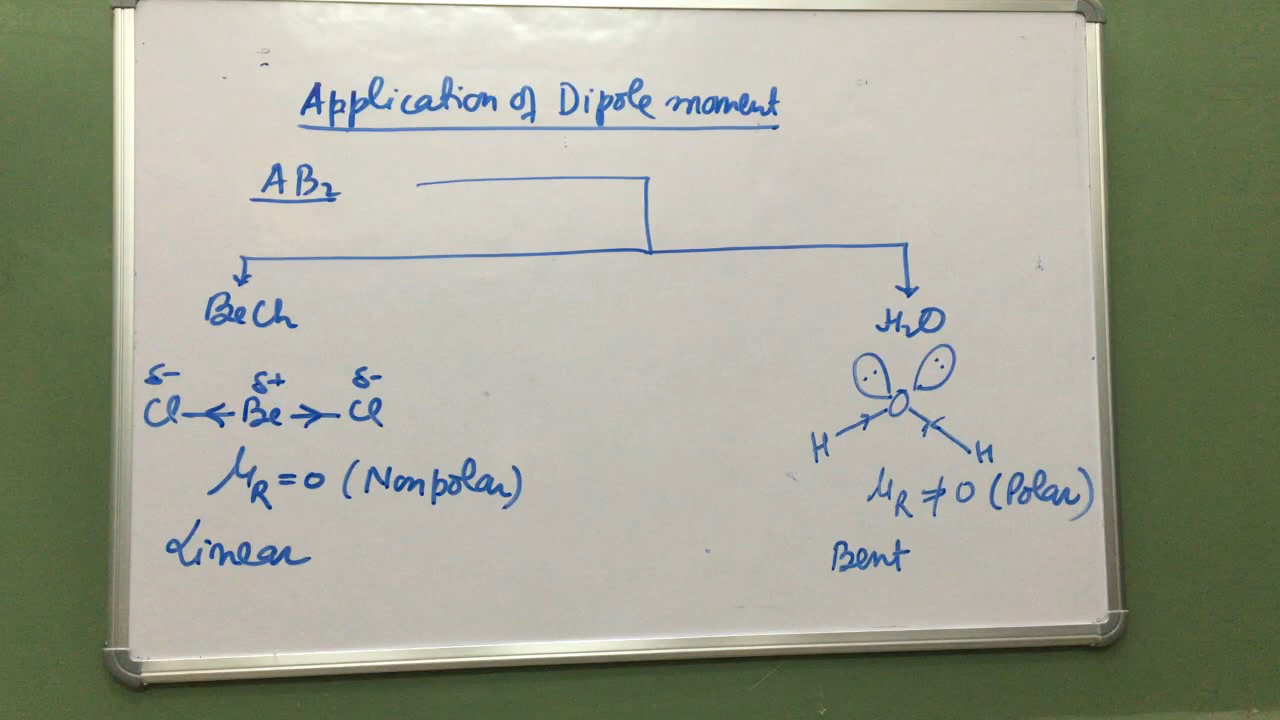 Application of Dipole moment
AB₂
BeCl₂
H₂O
δ- δ+ δ-
Cl Be Cl
O
H H
μR = 0 (Nonpolar)
μR ≠ 0 (Polar)
Linear
Bent